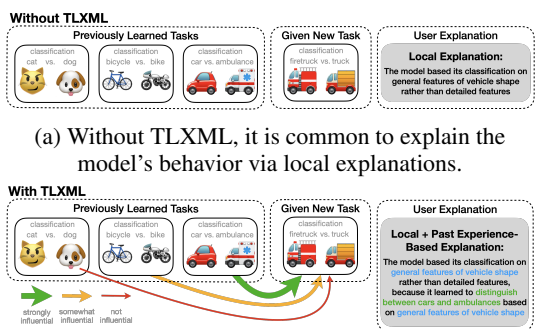 Without TLXML
Previously Learned Tasks
Given New Task
User Explanation
classification
cat vs. dog
classification
bicycle vs. bike
classification
car vs. ambulance
classification
firetruck vs. truck
Local Explanation:
The model based its classification on
general features of vehicle shape
rather than detailed features
(a) Without TLXML, it is common to explain the
model's behavior via local explanations.
With TLXML
Previously Learned Tasks
Given New Task
User Explanation
classification
cat vs. dog
classification
bicycle vs. bike
classification
car vs. ambulance
classification
firetruck vs. truck
Local + Past Experience-
Based Explanation:
The model based its classification on
general features of vehicle shape
rather than detailed features,
because it learned to distinguish
between cars and ambulances based
on general features of vehicle shape
strongly
influential
somewhat
influential
not
influential